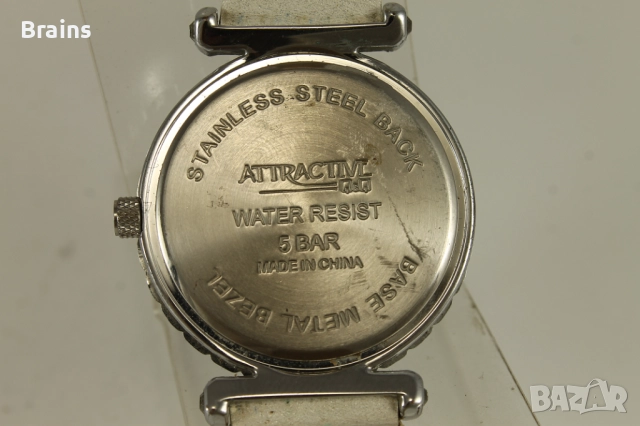 Brains
STAINLESS STEEL BACK
ATTRACTIVE
Q&Q
WATER RESIST
5 BAR
MADE IN CHINA
BASE METAL BEZEL
BAZAR